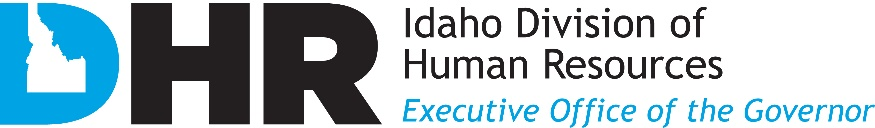 DHR
Idaho Division of
Human Resources
Executive Office of the Governor